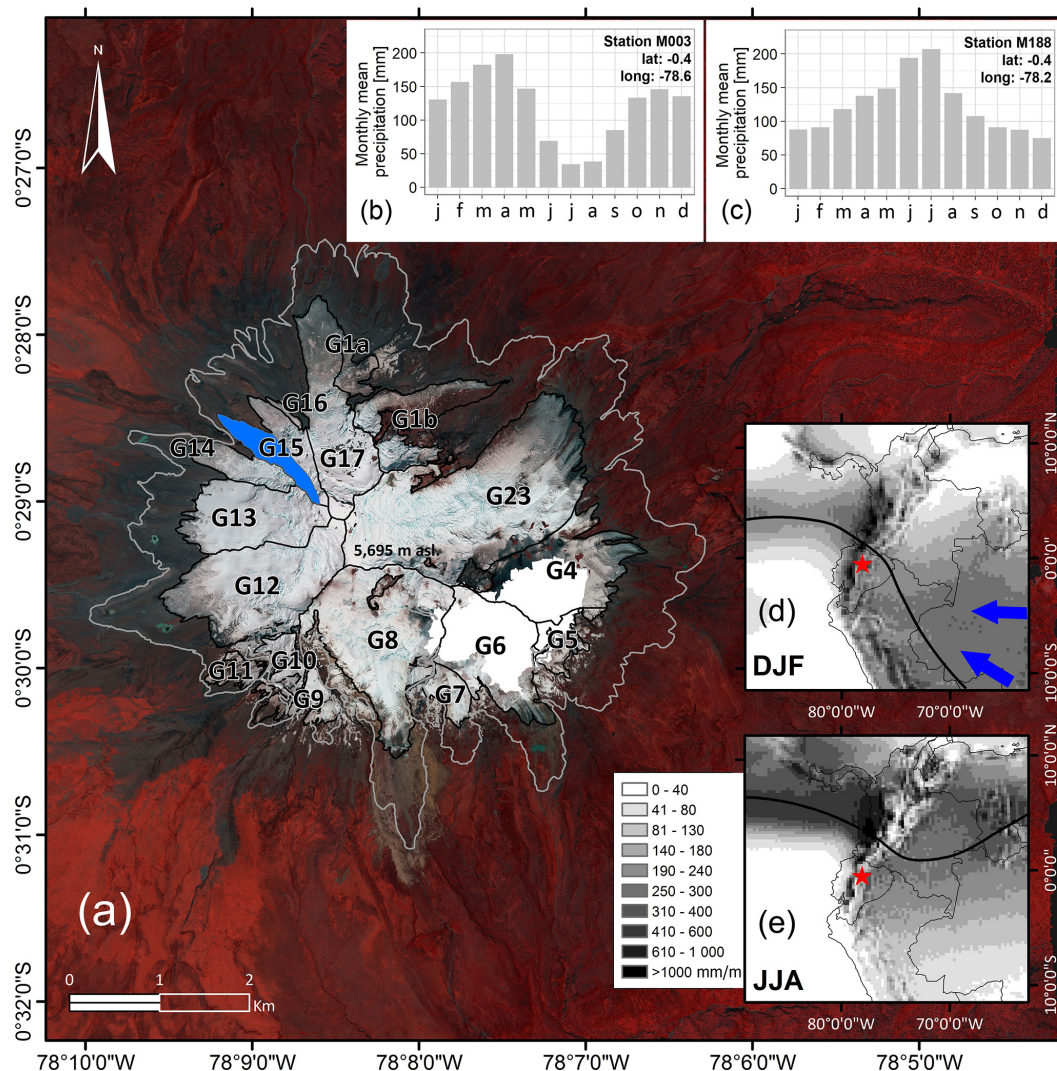 N
200
150
100
50
0
Monthly mean
precipitation [mm]
Station M003
lat: -0.4
long: -78.6
j f m a m j j a s o n d
(b)
200
150
100
50
0
Monthly mean
precipitation [mm]
Station M188
lat: -0.4
long: -78.2
j f m a m j j a s o n d
(c)
0°27'0"S
0°28'0"S
0°29'0"S
0°30'0"S
0°31'0"S
0°32'0"S
G1a
G16
G1b
G14
G15
G17
G23
G13
5,695 m asl.
G12
G4
G8
G6
G5
G10
G11
G9
G7
(a)
0 1 2
Km
0 - 40
41 - 80
81 - 130
140 - 180
190 - 240
250 - 300
310 - 400
410 - 600
610 - 1 000
>1000 mm/m
(d)
DJF
10°0'0"N
0°0'0"
10°0'0"S
80°0'0"W 70°0'0"W
(e)
JJA
10°0'0"N
0°0'0"
10°0'0"S
80°0'0"W 70°0'0"W
78°10'0"W 78°9'0"W 78°8'0"W 78°7'0"W 78°6'0"W 78°5'0"W